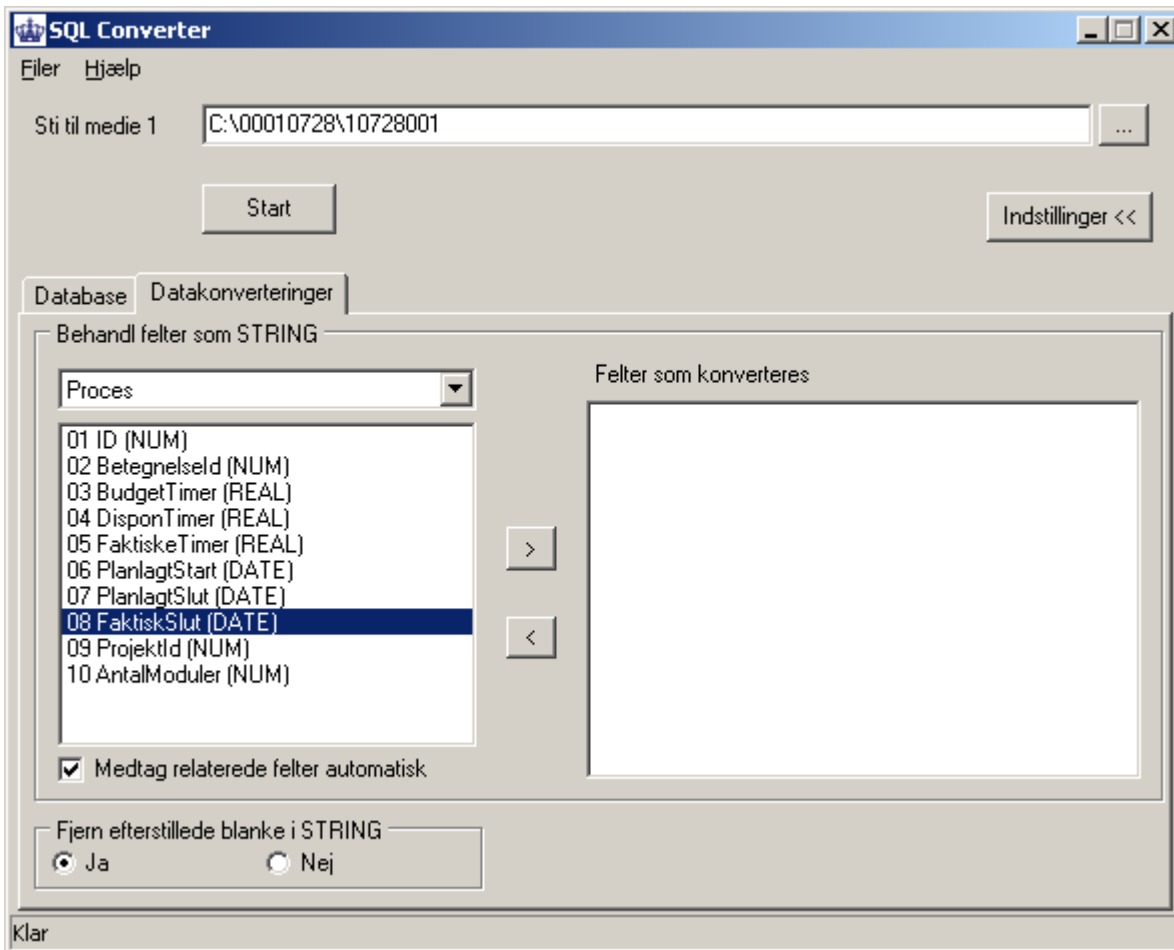 SQL Converter
Filer Hjælp
Sti til medie 1 C:\00010728\10728001 ...
Start
Indstillinger <<
Database Datakonverteringer
Behandl felter som STRING
Proces
Felter som konverteres
01 ID (NUM)
02 BetegnelseId (NUM)
03 BudgetTimer (REAL)
04 DisponTimer (REAL)
05 FaktiskeTimer (REAL)
06 PlanlagtStart (DATE)
07 PlanlagtSlut (DATE)
08 FaktiskSlut (DATE)
09 ProjektId (NUM)
10 AntalModuler (NUM)
>
<
Medtag relaterede felter automatisk
Fjern efterstillede blanke i STRING
Ja Nej
Klar